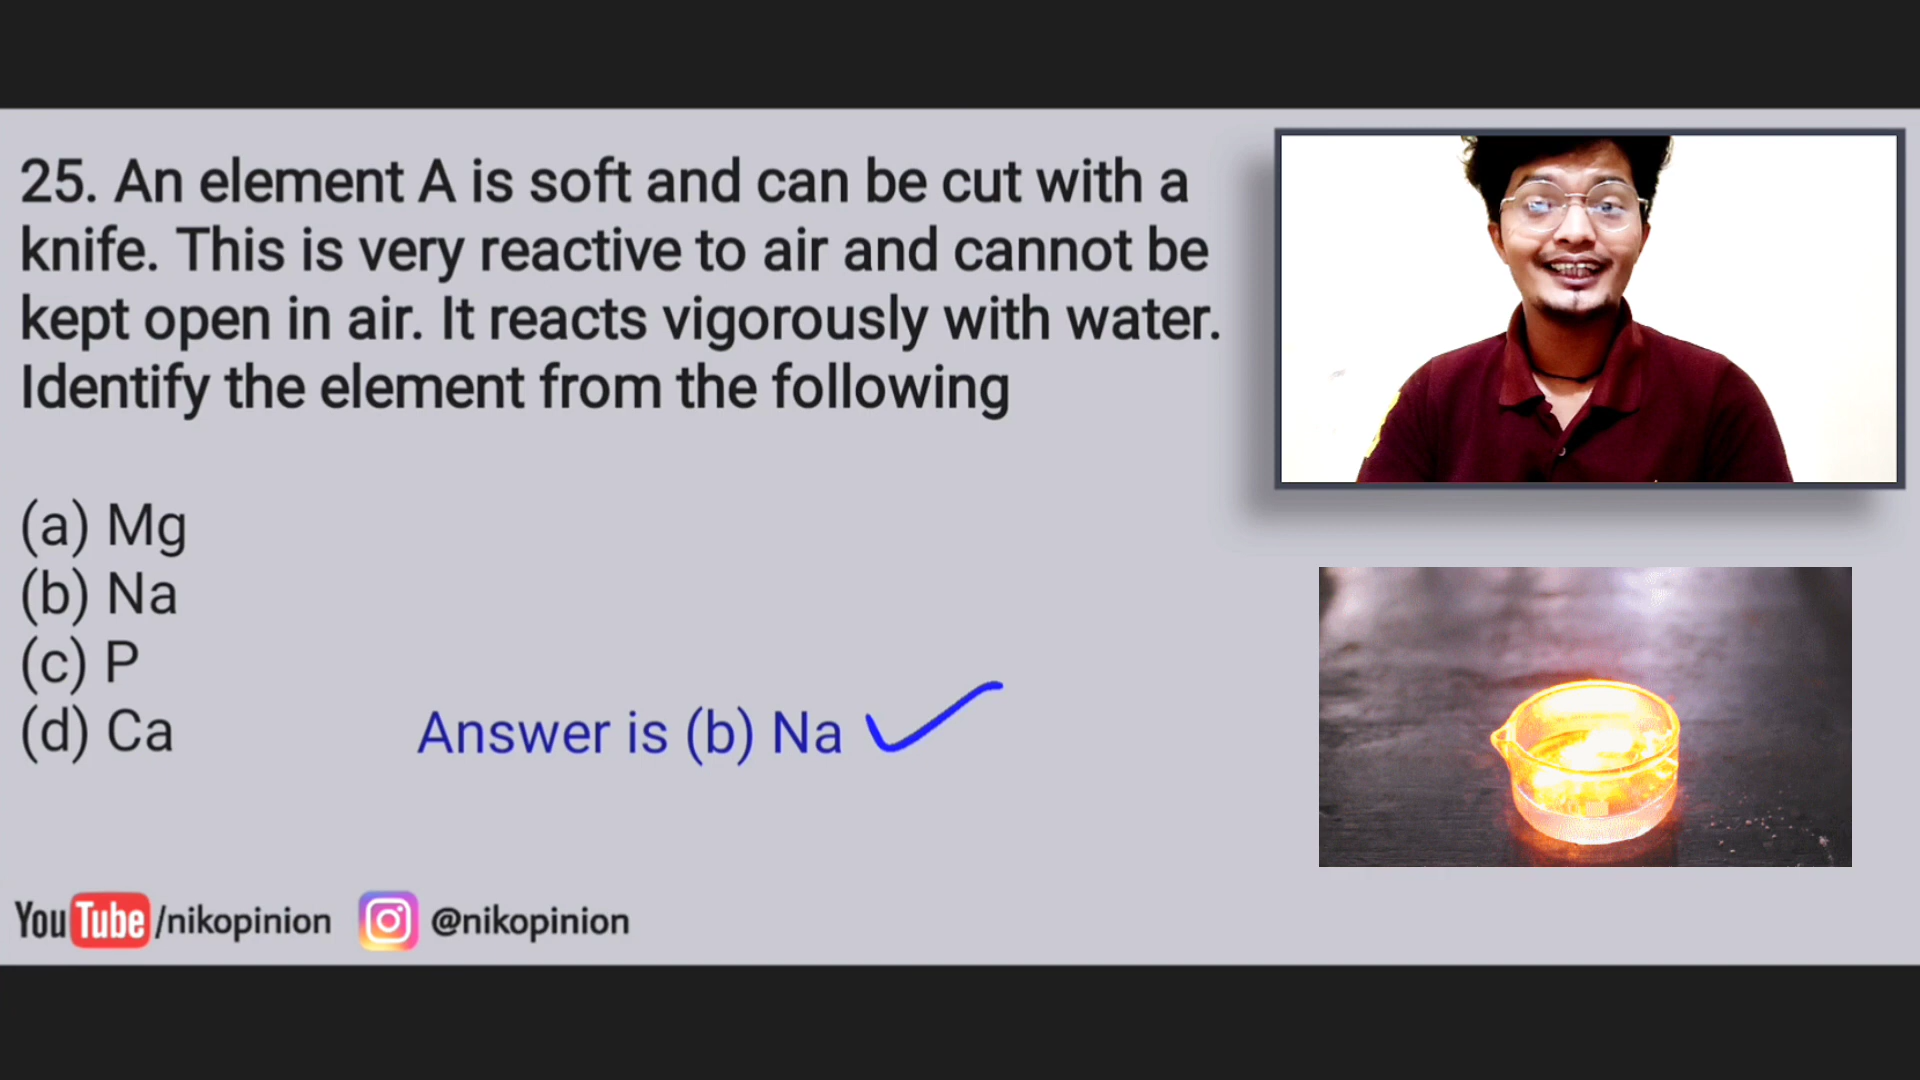 25. An element A is soft and can be cut with a
knife. This is very reactive to air and cannot be
kept open in air. It reacts vigorously with water.
Identify the element from the following
(a) Mg
(b) Na
(c) P
(d) Ca
Answer is (b) Na
YouTube/nikopinion
@nikopinion